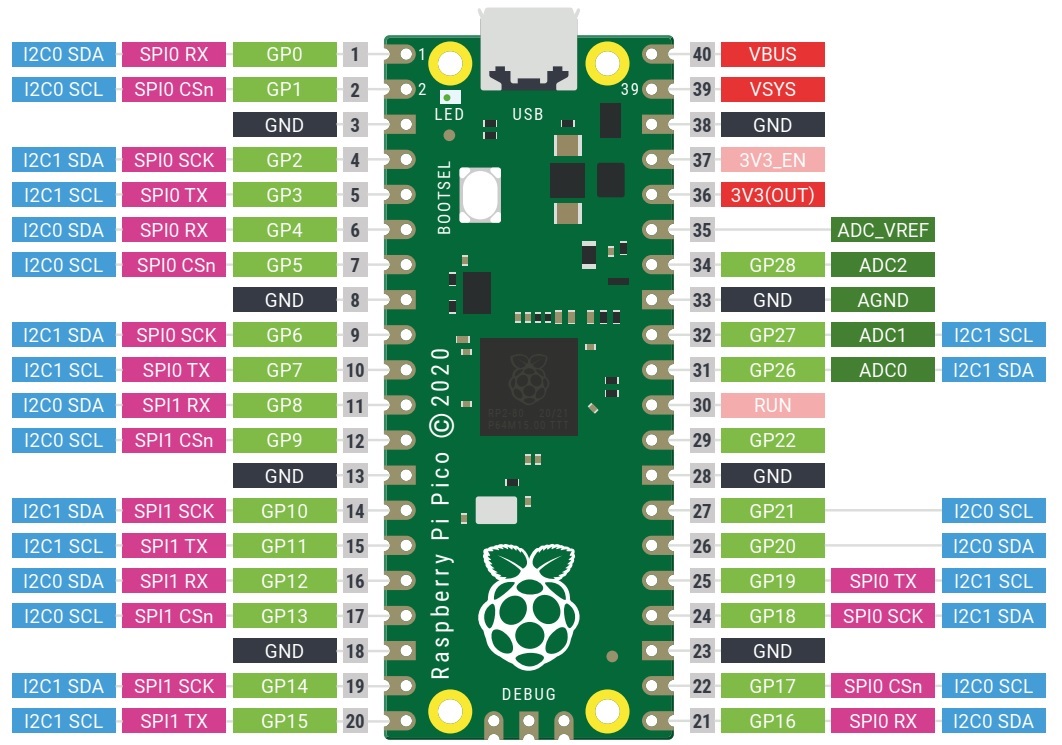 I2C0 SDA SPI0 RX GP0 1 1 40 VBUS
I2C0 SCL SPI0 CSn GP1 2 2 39 39 VSYS
LED USB
GND 3 38 GND
I2C1 SDA SPI0 SCK GP2 4 37 3V3_EN
I2C1 SCL SPI0 TX GP3 5 36 3V3(OUT)
BOOTSEL
I2C0 SDA SPI0 RX GP4 6 35 ADC_VREF
I2C0 SCL SPI0 CSn GP5 7 34 GP28 ADC2
GND 8 33 GND AGND
I2C1 SDA SPI0 SCK GP6 9 32 GP27 ADC1 I2C1 SCL
I2C1 SCL SPI0 TX GP7 10 31 GP26 ADC0 I2C1 SDA
I2C0 SDA SPI1 RX GP8 11 30 RUN
20/21
TTT
I2C0 SCL SPI1 CSn GP9 12 29 GP22
GND 13 28 GND
I2C1 SDA SPI1 SCK GP10 14 27 GP21 I2C0 SCL
I2C1 SCL SPI1 TX GP11 15 26 GP20 I2C0 SDA
I2C0 SDA SPI1 RX GP12 16 25 GP19 SPI0 TX I2C1 SCL
I2C0 SCL SPI1 CSn GP13 17 24 GP18 SPI0 SCK I2C1 SDA
Raspberry Pi Pico © 2020
GND 18 23 GND
I2C1 SDA SPI1 SCK GP14 19 22 GP17 SPI0 CSn I2C0 SCL
DEBUG
I2C1 SCL SPI1 TX GP15 20 21 GP16 SPI0 RX I2C0 SDA